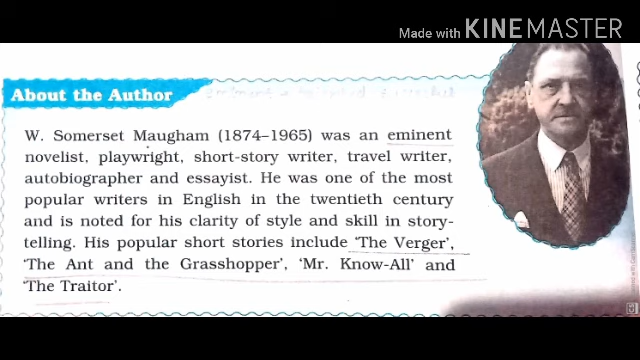 Made with KINEMASTER
About the Author
W. Somerset Maugham (1874–1965) was an eminent
novelist, playwright, short-story writer, travel writer,
autobiographer and essayist. He was one of the most
popular writers in English in the twentieth century
and is noted for his clarity of style and skill in story-
telling. His popular short stories include 'The Verger',
'The Ant and the Grasshopper', 'Mr. Know-All' and
'The Traitor'.